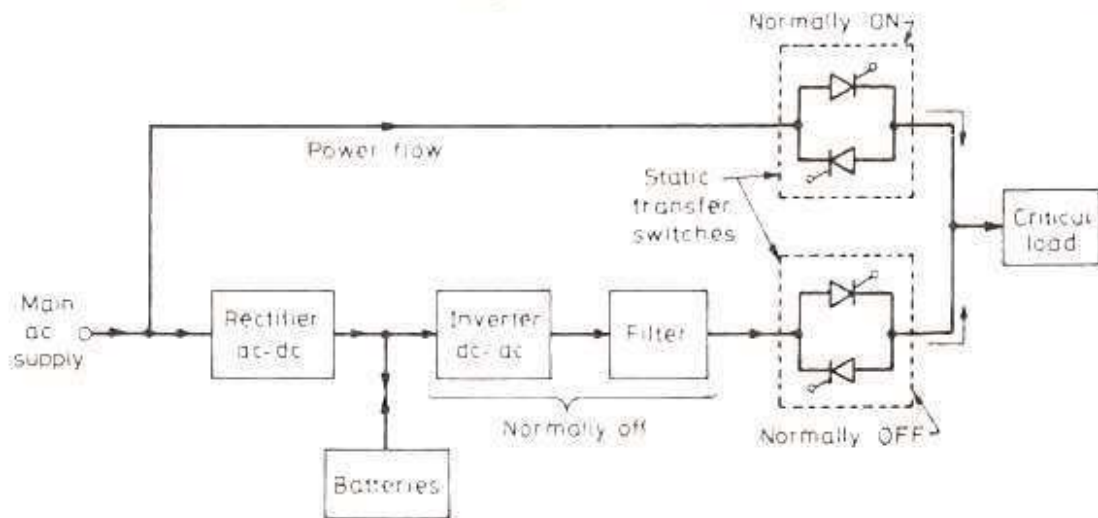 Normally ON
Power flow
Static
transfer
switches
Critical
load
Main
ac
supply
Rectifier
ac-dc
Inverter
dc-ac
Filter
Normally off
Normally OFF
Batteries